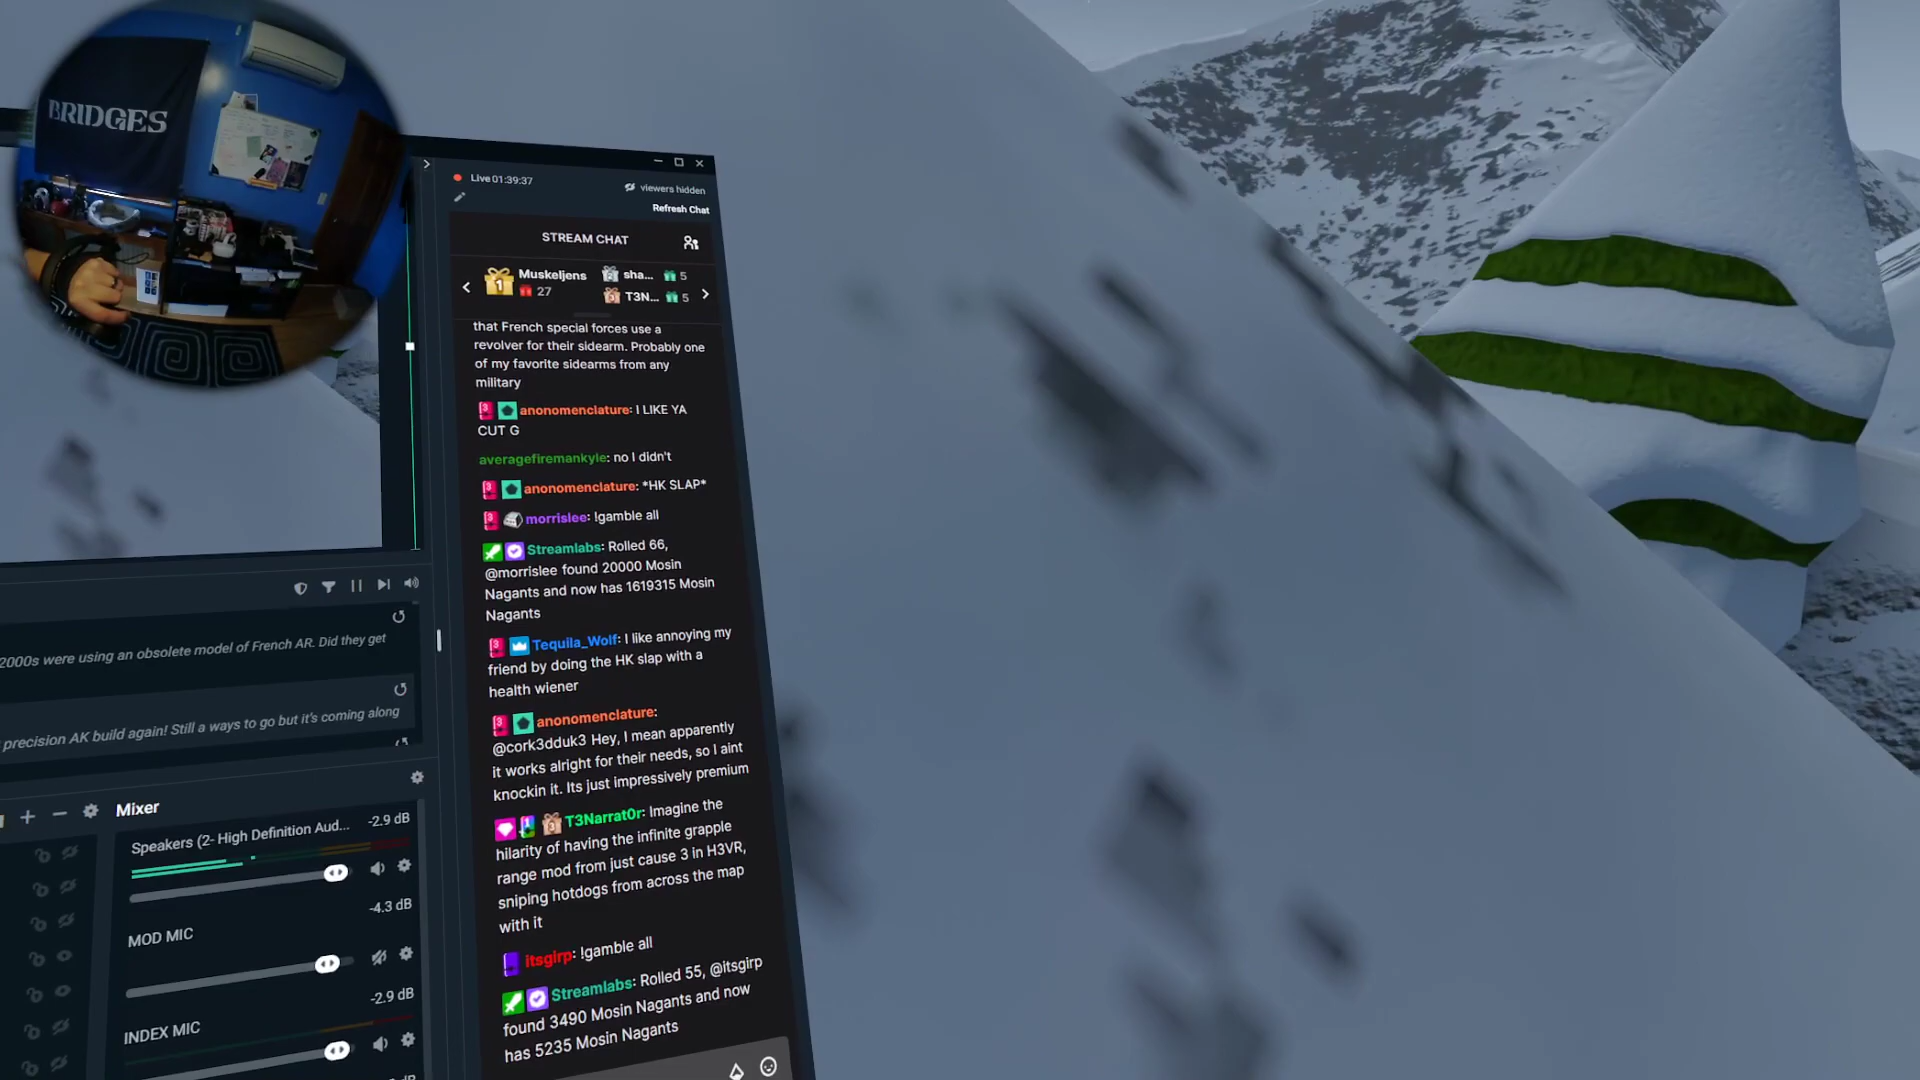 BRIDGES
Live 01:39:37
viewers hidden
Refresh Chat
STREAM CHAT
1 Muskeljens
27
2 sha... 5
3 T3N... 5
that French special forces use a
revolver for their sidearm. Probably one
of my favorite sidearms from any
military
anonomenclature: I LIKE YA
CUT G
averagefiremankyle: no I didn't
anonomenclature: *HK SLAP*
morrislee: !gamble all
Streamlabs: Rolled 66,
@morrislee found 20000 Mosin
Nagants and now has 1619315 Mosin
Nagants
Tequila_Wolf: I like annoying my
friend by doing the HK slap with a
health wiener
anonomenclature:
@cork3dduk3 Hey, I mean apparently
it works alright for their needs, so I aint
knockin it. Its just impressively premium
T3Narrat0r: Imagine the
hilarity of having the infinite grapple
range mod from just cause 3 in H3VR,
sniping hotdogs from across the map
with it
itsgirp: !gamble all
Streamlabs: Rolled 55, @itsgirp
found 3490 Mosin Nagants and now
has 5235 Mosin Nagants
2000s were using an obsolete model of French AR. Did they get
precision AK build again! Still a ways to go but it's coming along
Mixer
Speakers (2- High Definition Aud...
-2.9 dB
-4.3 dB
MOD MIC
-2.9 dB
INDEX MIC
dB